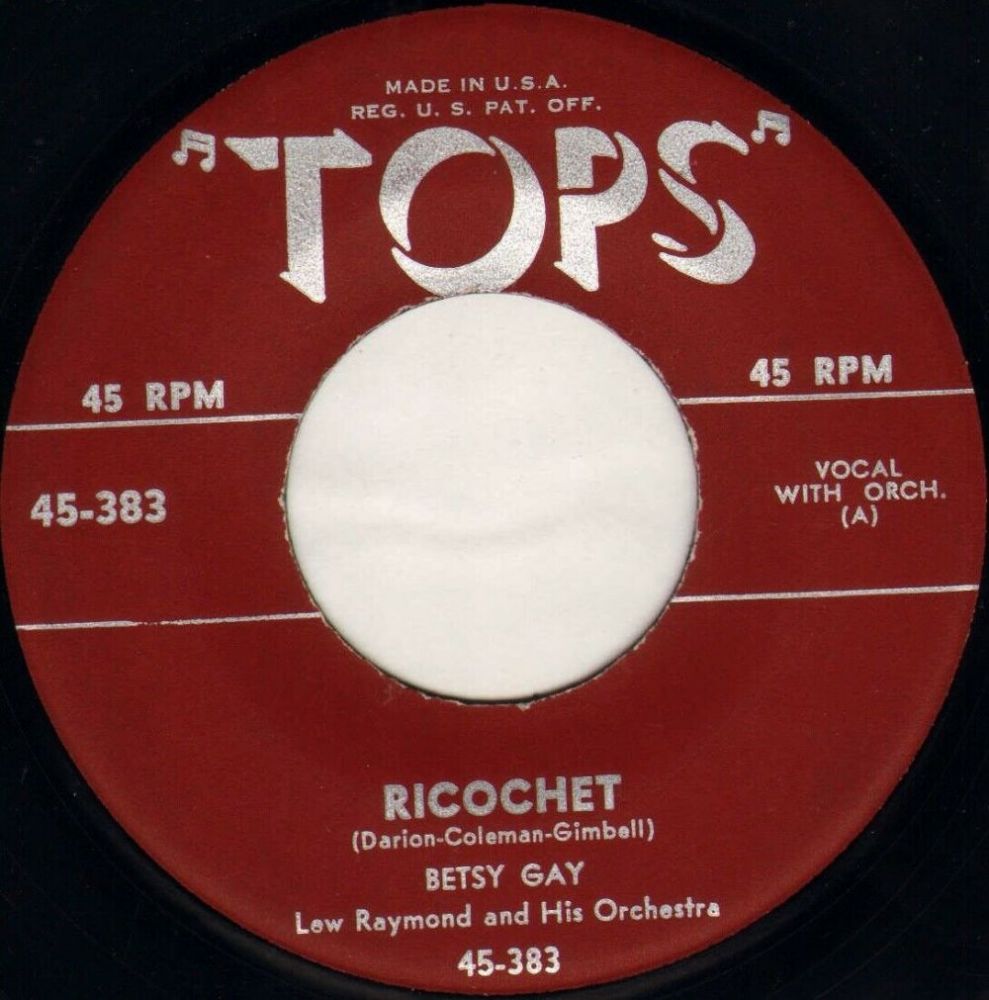 MADE IN U.S.A.
REG. U. S. PAT. OFF.
"TOPS"
45 RPM
45 RPM
45-383
VOCAL
WITH ORCH.
(A)
RICOCHET
(Darion-Coleman-Gimbell)
BETSY GAY
Lew Raymond and His Orchestra
45-383